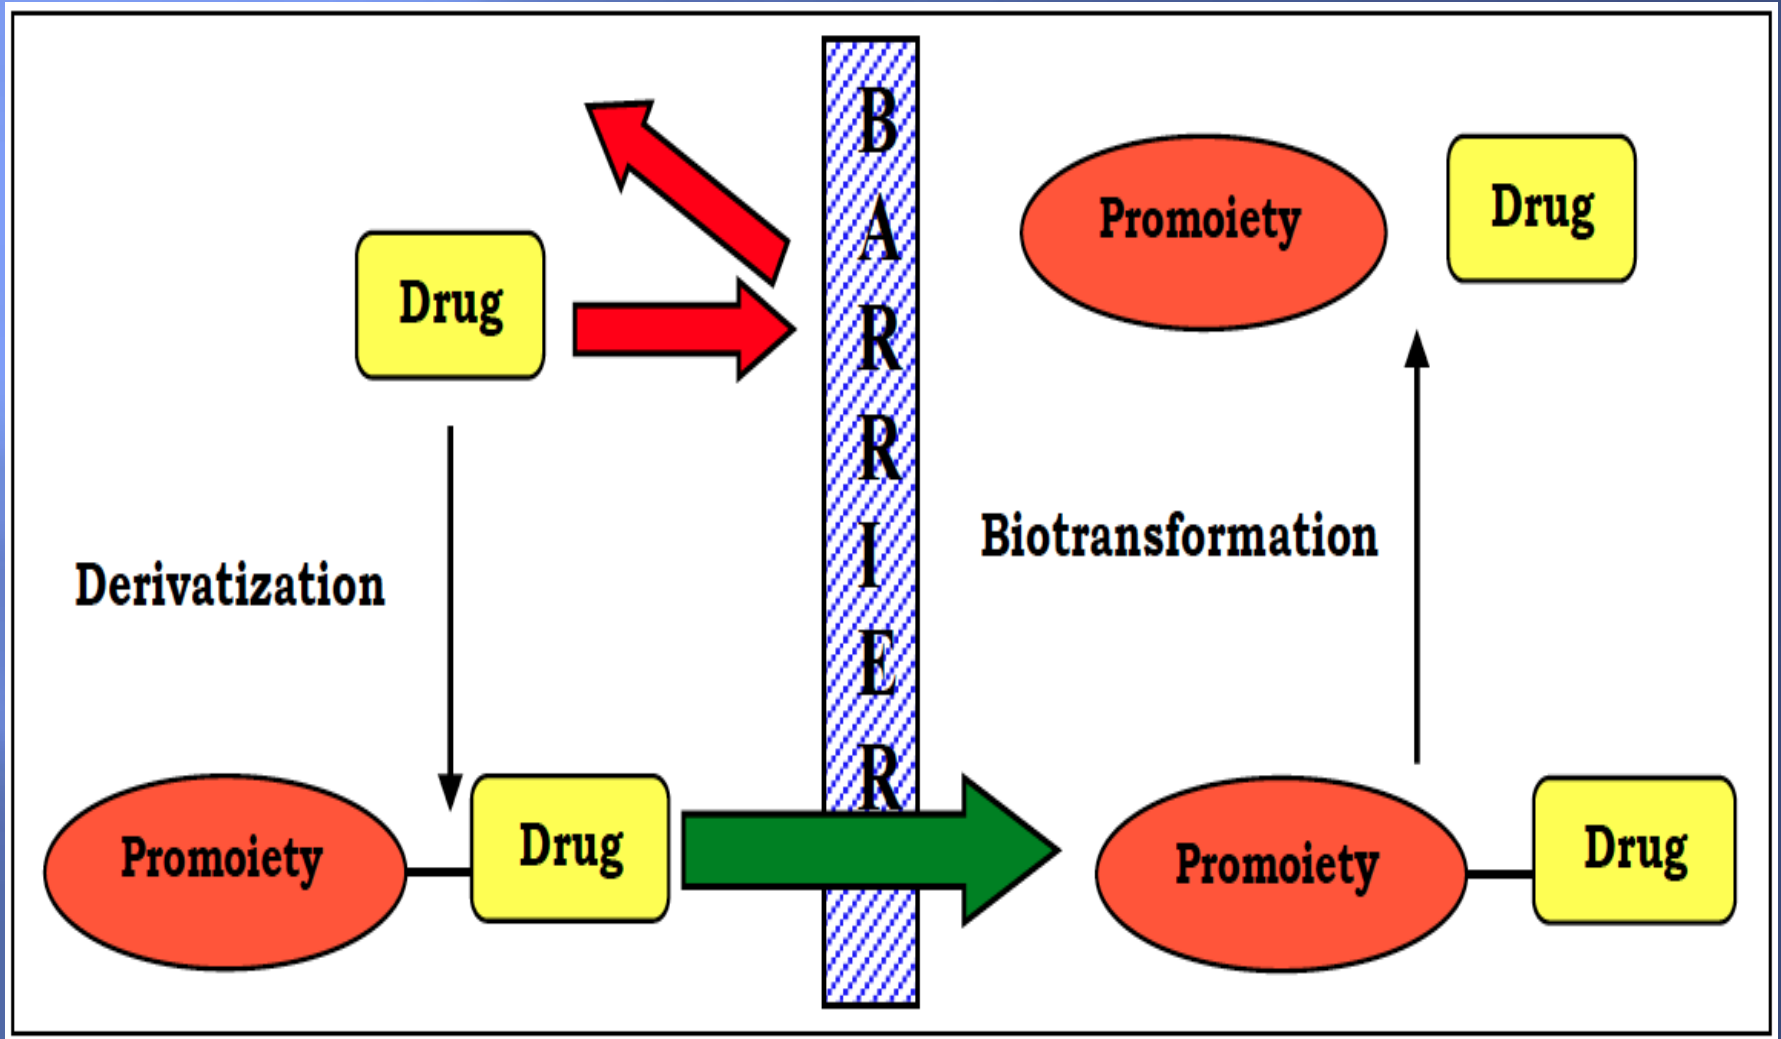 Drug
Derivatization
Promoiety
Drug
BARRIER
Promoiety
Drug
Biotransformation
Promoiety
Drug